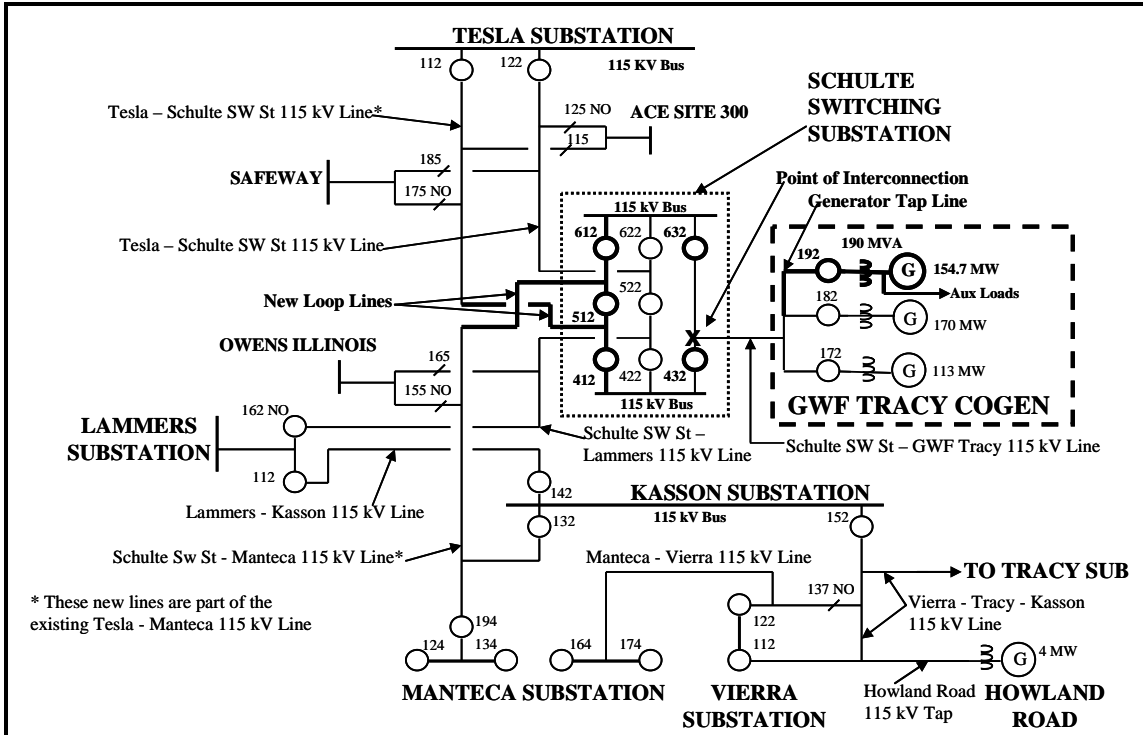 TESLA SUBSTATION
115 KV Bus
112
122
SCHULTE
SWITCHING
SUBSTATION
Tesla – Schulte SW St 115 kV Line*
125 NO
115
ACE SITE 300
185
SAFEWAY
175 NO
Point of Interconnection
Generator Tap Line
115 kV Bus
612
622
632
Tesla – Schulte SW St 115 kV Line
192
190 MVA
G
154.7 MW
Aux Loads
New Loop Lines
522
512
182
G
170 MW
X
OWENS ILLINOIS
165
155 NO
412
422
432
172
G
113 MW
115 kV Bus
GWF TRACY COGEN
162 NO
LAMMERS
SUBSTATION
112
Schulte SW St –
Lammers 115 kV Line
Schulte SW St – GWF Tracy 115 kV Line
142
KASSON SUBSTATION
Lammers - Kasson 115 kV Line
132
115 kV Bus
152
Schulte Sw St - Manteca 115 kV Line*
Manteca - Vierra 115 kV Line
TO TRACY SUB
137 NO
* These new lines are part of the
existing Tesla - Manteca 115 kV Line
Vierra - Tracy - Kasson
115 kV Line
122
194
124
134
164
174
112
G
4 MW
MANTECA SUBSTATION
VIERRA
SUBSTATION
Howland Road
115 kV Tap
HOWLAND
ROAD